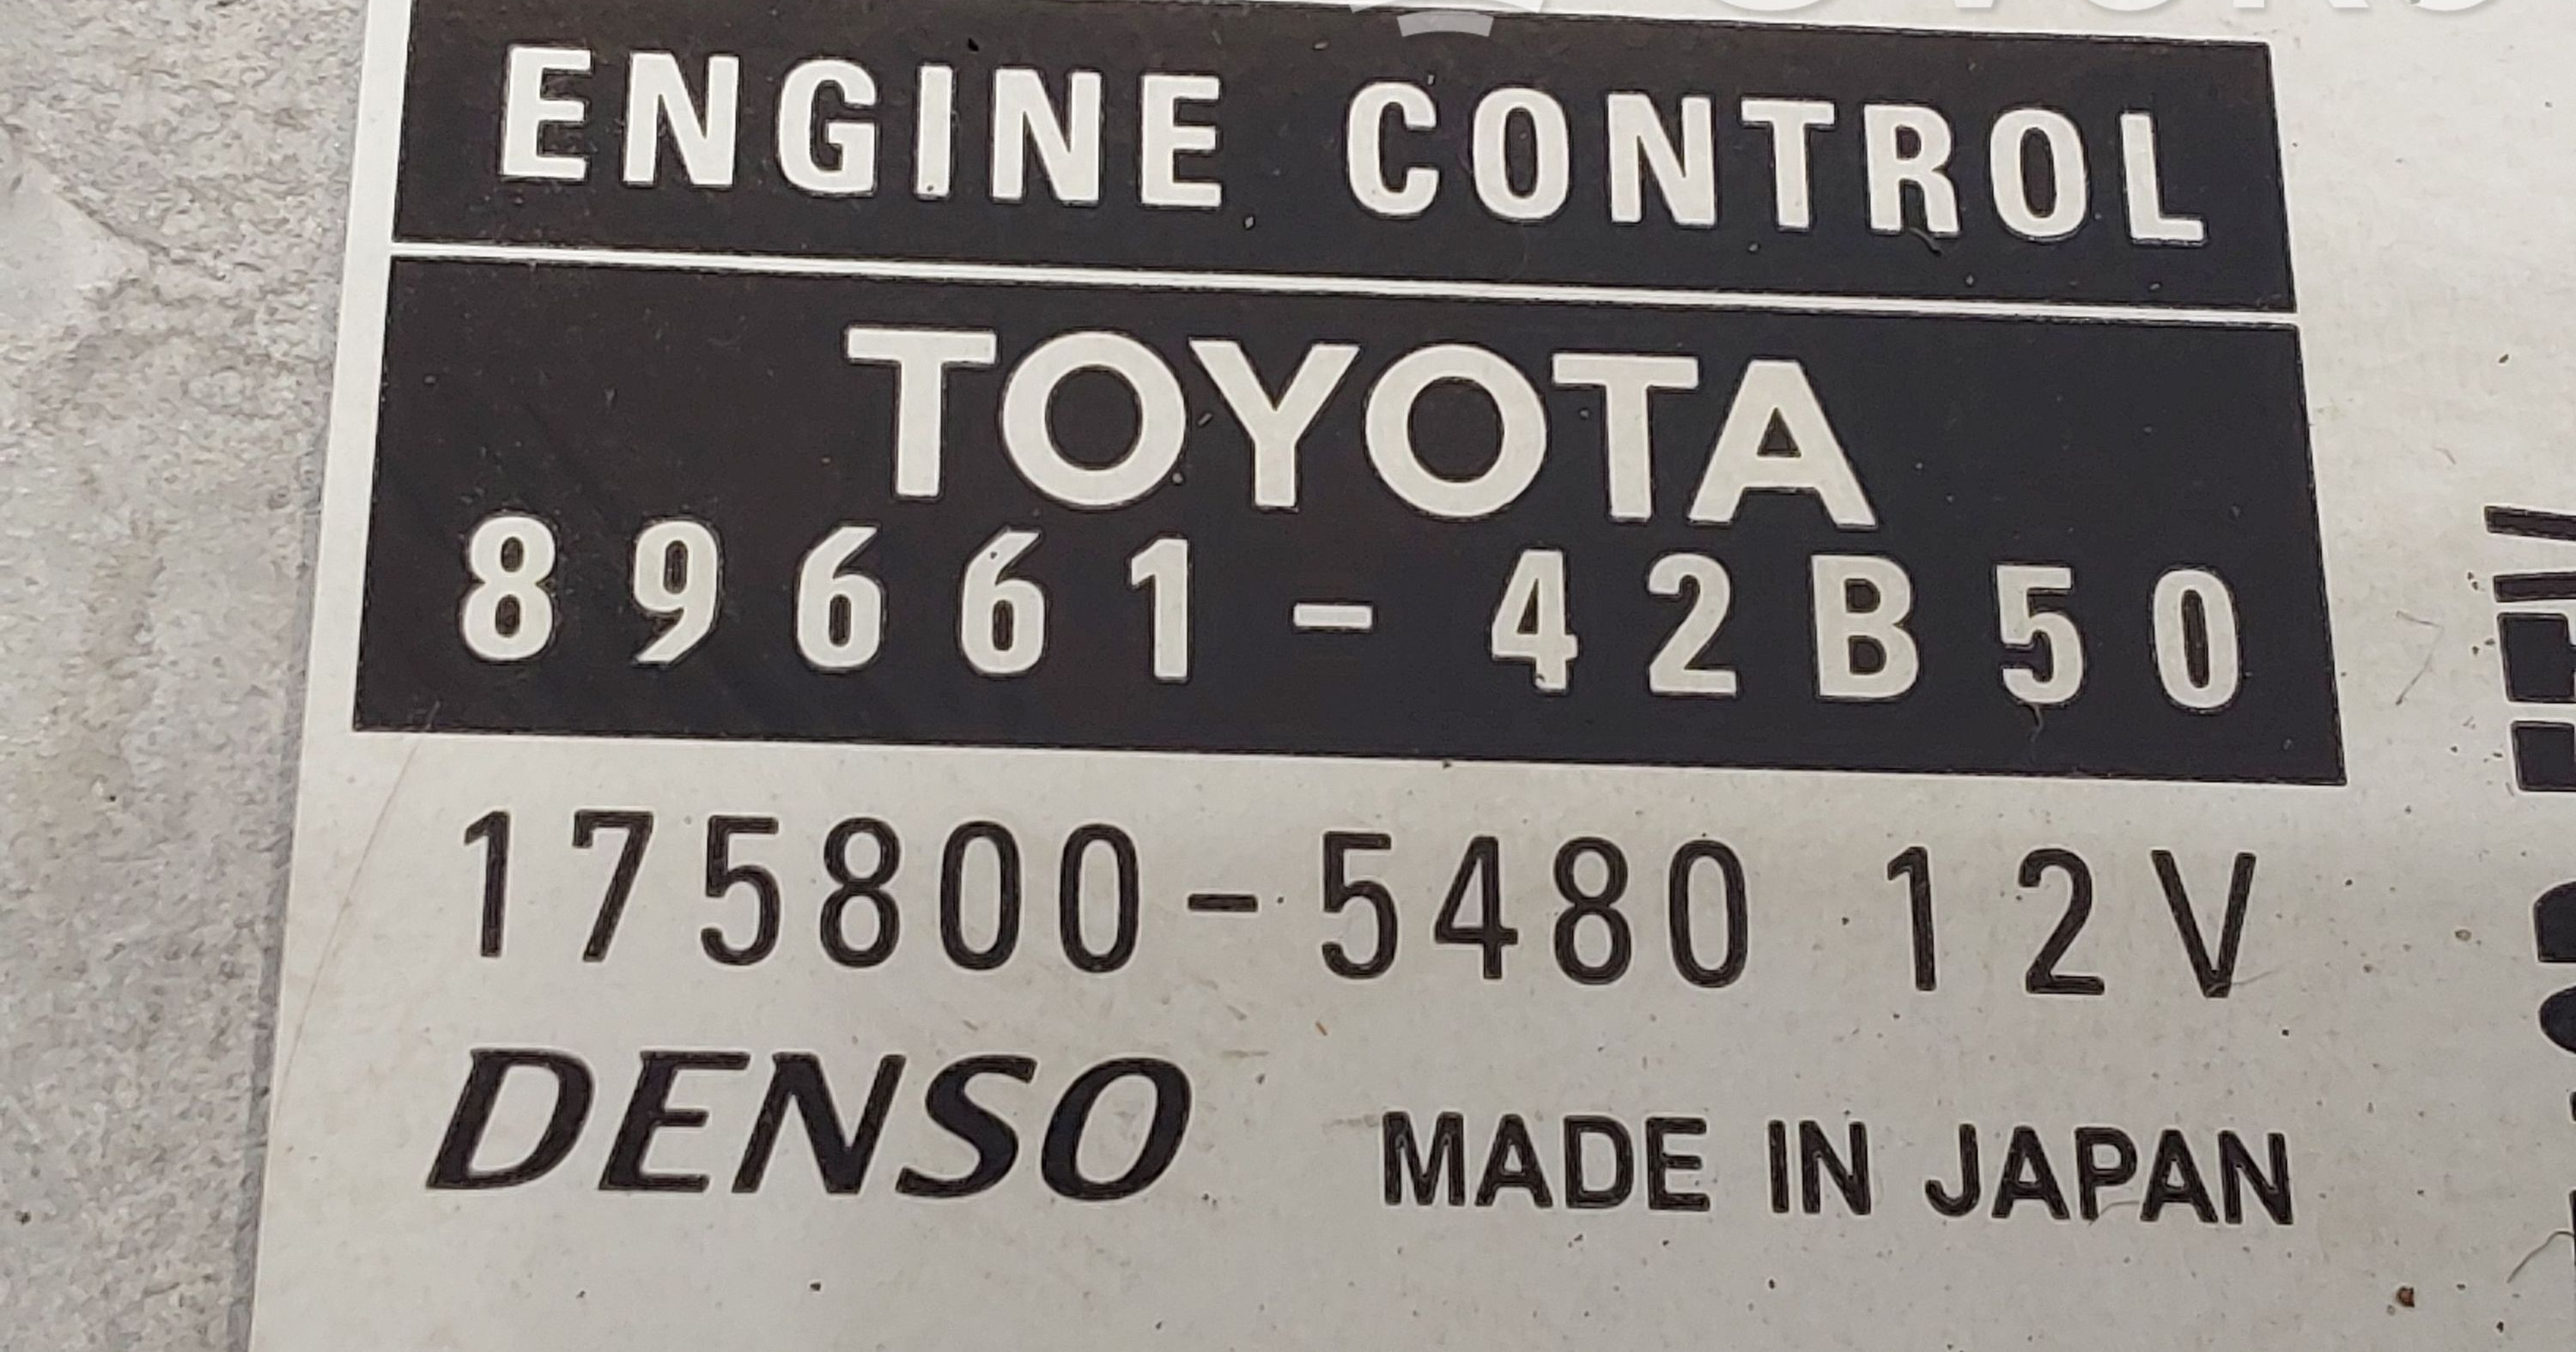 ENGINE CONTROL
TOYOTA
89661-42B50
175800-5480 12V
DENSO
MADE IN JAPAN